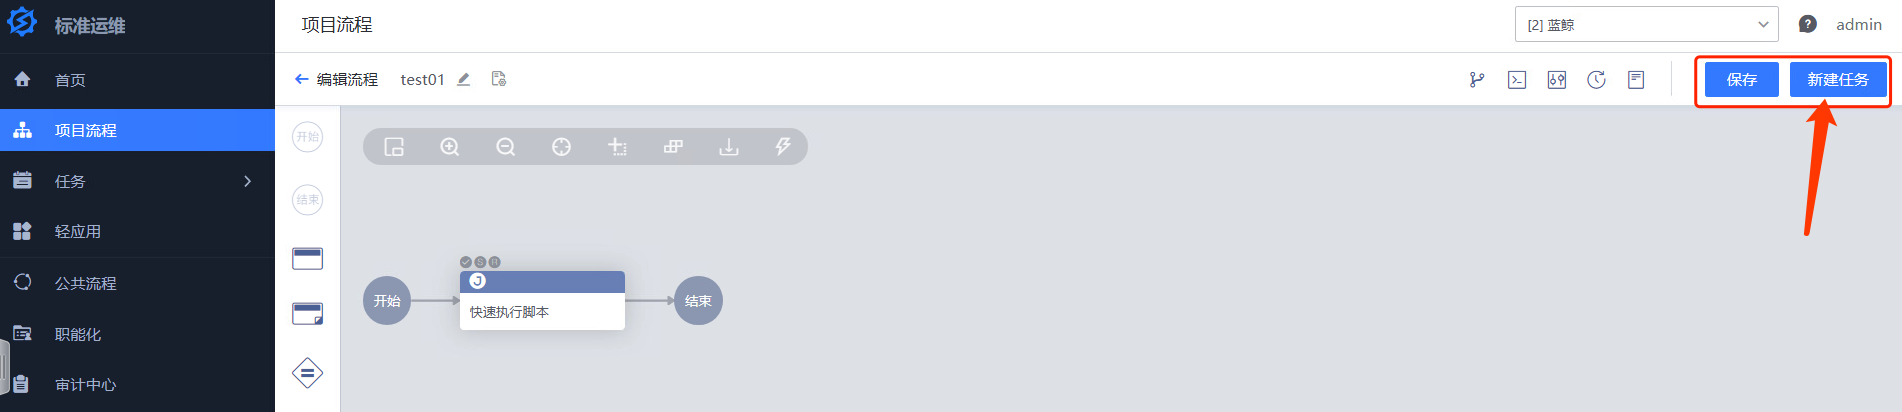 标准运维
项目流程
[2] 蓝鲸
?
admin
首页
编辑流程
test01
保存
新建任务
项目流程
开始
任务
结束
轻应用
S R
J
开始
快速执行脚本
结束
公共流程
职能化
审计中心